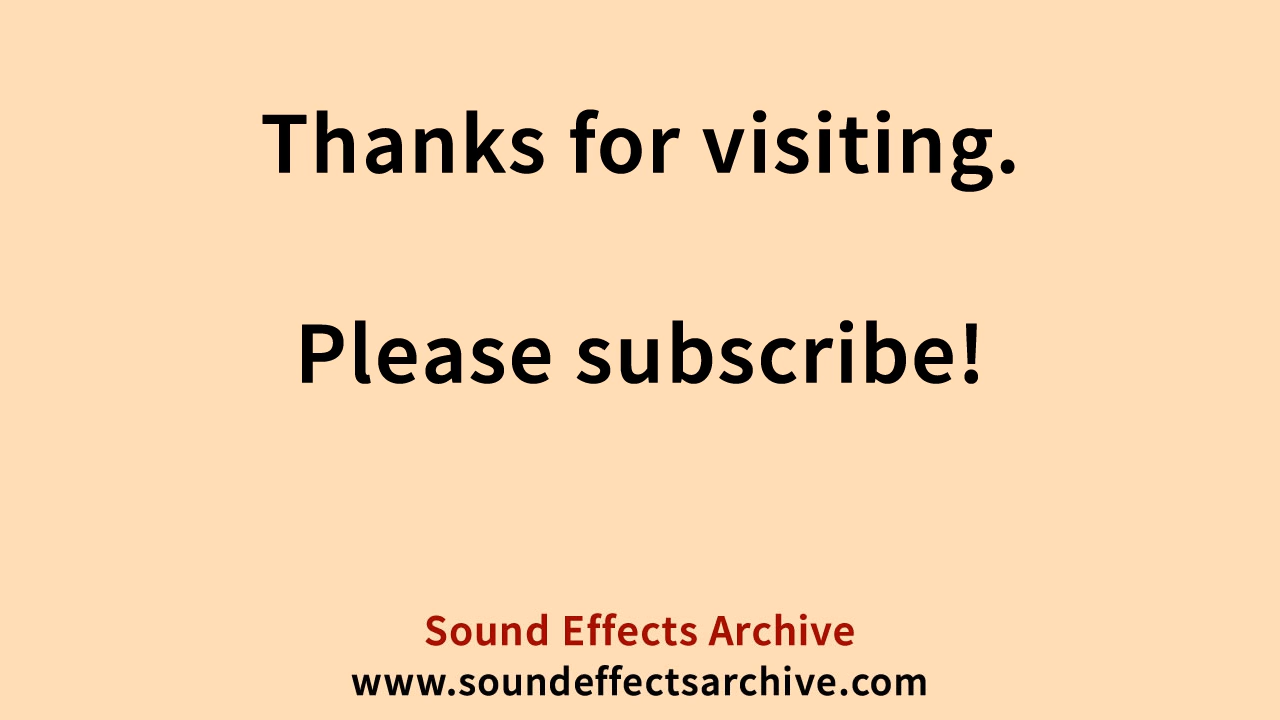 Thanks for visiting.
Please subscribe!
Sound Effects Archive
www.soundeffectsarchive.com